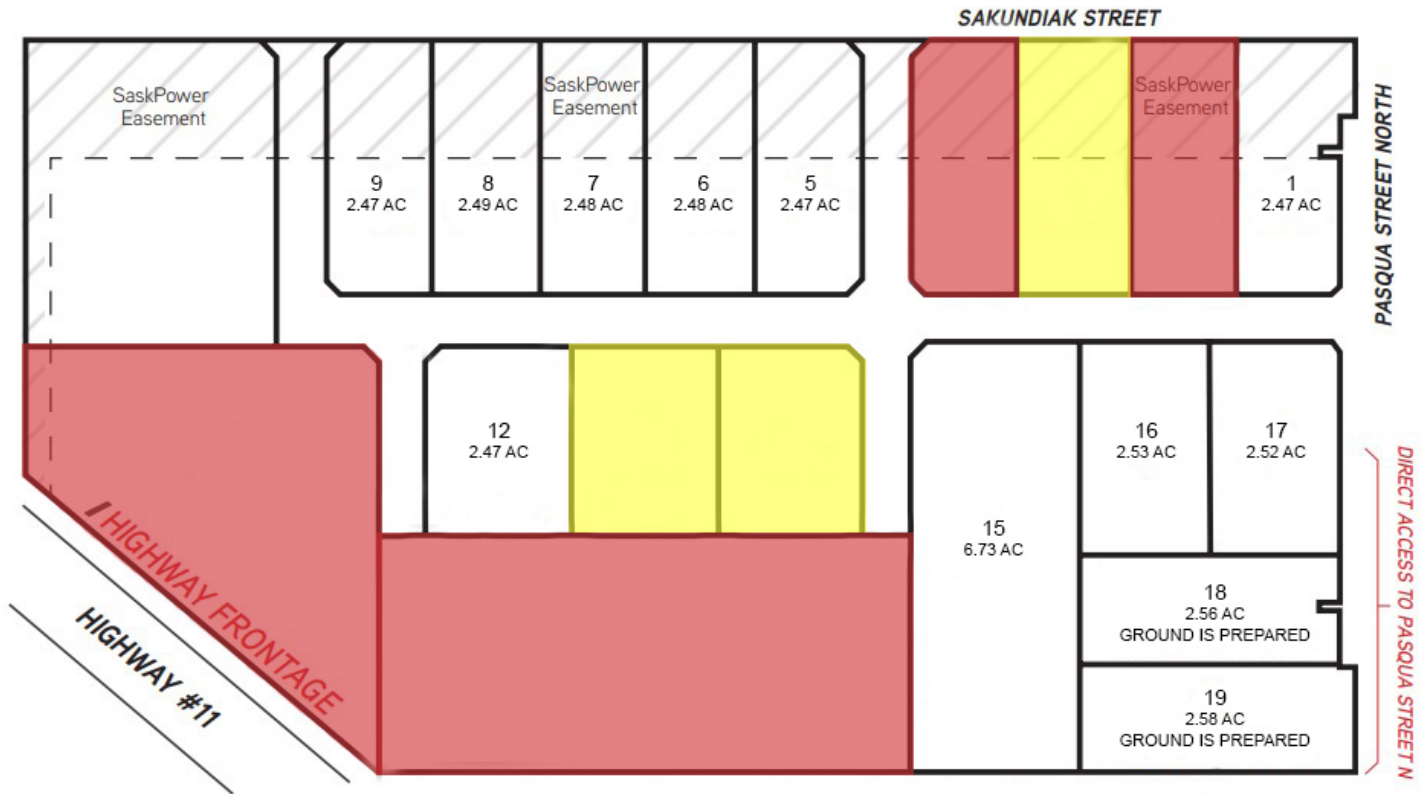 SAKUNDIAK STREET
SaskPower
Easement
SaskPower
Easement
SaskPower
Easement
PASQUA STREET NORTH
9
2.47 AC
8
2.49 AC
7
2.48 AC
6
2.48 AC
5
2.47 AC
1
2.47 AC
12
2.47 AC
15
6.73 AC
16
2.53 AC
17
2.52 AC
18
2.56 AC
GROUND IS PREPARED
19
2.58 AC
GROUND IS PREPARED
DIRECT ACCESS TO PASQUA STREET N
HIGHWAY FRONTAGE
HIGHWAY #11